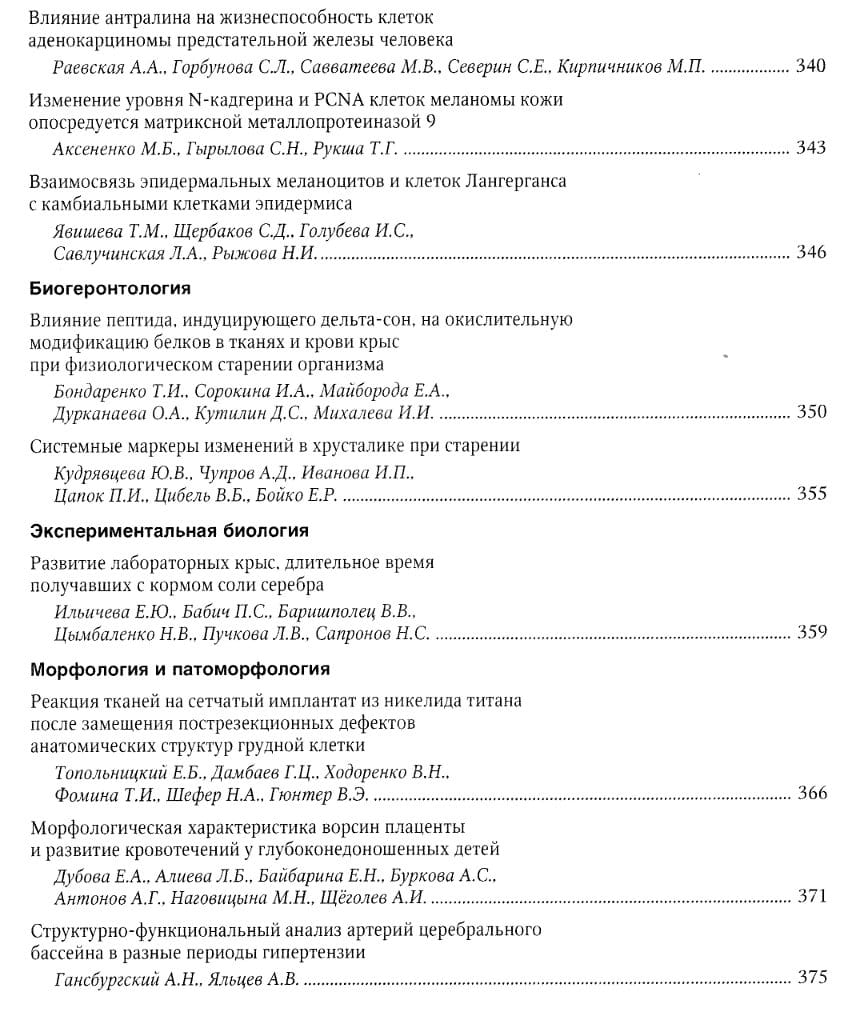 Влияние антралина на жизнеспособность клеток
аденокарциномы предстательной железы человека
Раевская А.А., Горбунова С.Л., Савватеева М.В., Северин С.Е., Кирпичников М.П. .................. 340
Изменение уровня N-кадгерина и PCNA клеток меланомы кожи
опосредуется матриксной металлопротеиназой 9
Аксененко М.Б., Гырылова С.Н., Рукша Т.Г. .................. 343
Взаимосвязь эпидермальных меланоцитов и клеток Лангерганса
с камбиальными клетками эпидермиса
Явишева Т.М., Щербаков С.Д., Голубева И.С.,
Савлучинская Л.А., Рыжова Н.И. .................. 346
Биогеронтология
Влияние пептида, индуцирующего дельта-сон, на окислительную
модификацию белков в тканях и крови крыс
при физиологическом старении организма
Бондаренко Т.И., Сорокина И.А., Майборода Е.А.,
Дурканаева О.А., Кутилин Д.С., Михалева И.И. .................. 350
Системные маркеры изменений в хрусталике при старении
Кудрявцева Ю.В., Чупров А.Д., Иванова И.П.,
Цапок П.И., Цибель В.Б., Бойко Е.Р. .................. 355
Экспериментальная биология
Развитие лабораторных крыс, длительное время
получавших с кормом соли серебра
Ильичева Е.Ю., Бабич П.С., Баришполец В.В.,
Цымбаленко Н.В., Пучкова Л.В., Сапронов Н.С. .................. 359
Морфология и патоморфология
Реакция тканей на сетчатый имплантат из никелида титана
после замещения пострезекционных дефектов
анатомических структур грудной клетки
Топольницкий Е.Б., Дамбаев Г.Ц., Ходоренко В.Н.,
Фомина Т.И., Шефер Н.А., Гюнтер В.Э. .................. 366
Морфологическая характеристика ворсин плаценты
и развитие кровотечений у глубоконедоношенных детей
Дубова Е.А., Алиева Л.Б., Байбарина Е.Н., Буркова А.С.,
Антонов А.Г., Наговицына М.Н., Щёголев А.И. .................. 371
Структурно-функциональный анализ артерий церебрального
бассейна в разные периоды гипертензии
Гансбургский А.Н., Яльцев А.В. .................. 375